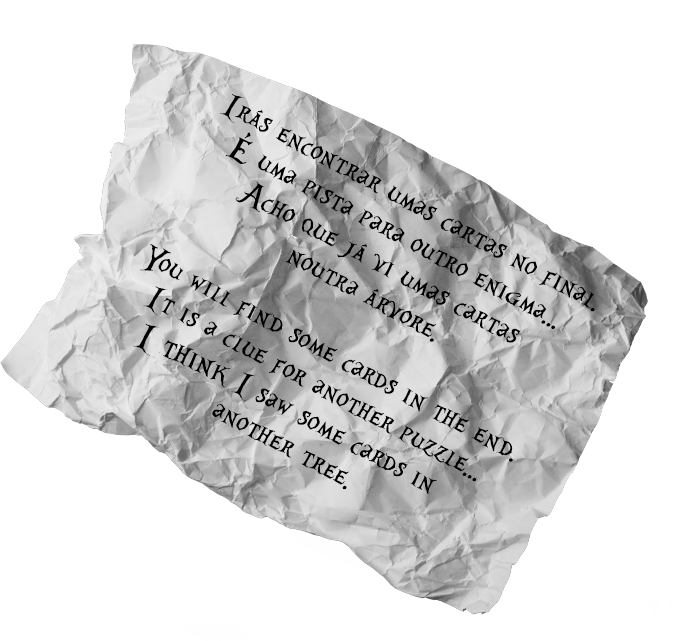 Irás encontrar umas cartas no final.
É uma pista para outro enigma...
Acho que já vi umas cartas
noutra árvore.
You will find some cards in the end.
It is a clue for another puzzle...
I think I saw some cards in
another tree.